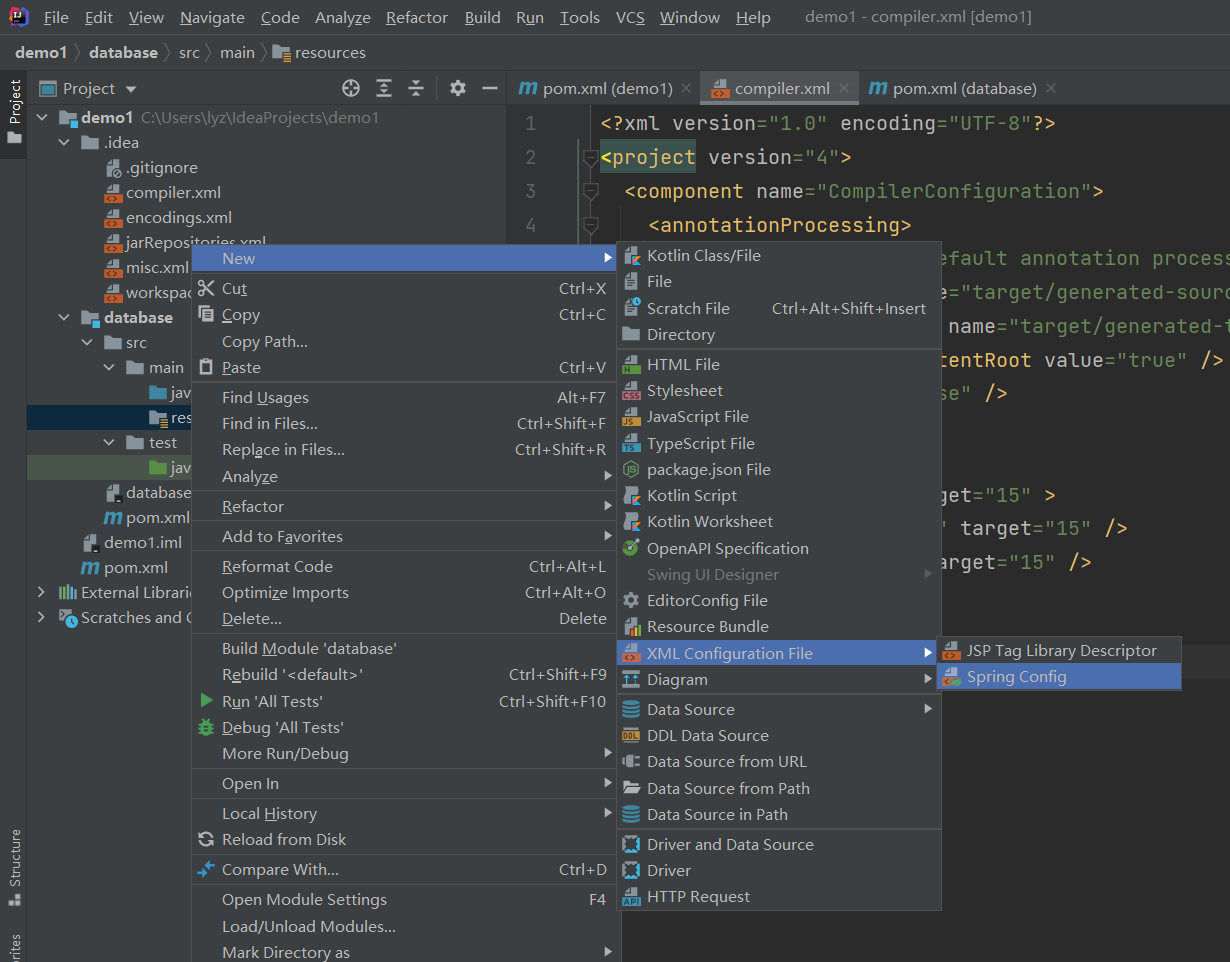 File Edit View Navigate Code Analyze Refactor Build Run Tools VCS Window Help demo1 - compiler.xml [demo1]
demo1 database src main resources
Project
Project
pom.xml (demo1) compiler.xml pom.xml (database)
demo1 C:\Users\lyz\IdeaProjects\demo1
.idea
.gitignore
compiler.xml
encodings.xml
jarRepositories.xml
misc.xml
workspac
database
src
main
jav
res
test
jav
database
pom.xml
demo1.iml
pom.xml
External Librari
Scratches and C
1 <?xml version="1.0" encoding="UTF-8"?>
2 <project version="4">
3 <component name="CompilerConfiguration">
4 <annotationProcessing>
efault annotation process
e="target/generated-sourc
name="target/generated-t
tentRoot value="true" />
se" />
get="15" >
" target="15" />
arget="15" />
New
Cut Ctrl+X
Copy Ctrl+C
Copy Path...
Paste Ctrl+V
Find Usages Alt+F7
Find in Files... Ctrl+Shift+F
Replace in Files... Ctrl+Shift+R
Analyze
Refactor
Add to Favorites
Reformat Code Ctrl+Alt+L
Optimize Imports Ctrl+Alt+O
Delete... Delete
Build Module 'database'
Rebuild '<default>' Ctrl+Shift+F9
Run 'All Tests' Ctrl+Shift+F10
Debug 'All Tests'
More Run/Debug
Open In
Local History
Reload from Disk
Compare With... Ctrl+D
Open Module Settings F4
Load/Unload Modules...
Mark Directory as
Kotlin Class/File
File
Scratch File Ctrl+Alt+Shift+Insert
Directory
HTML File
Stylesheet
JavaScript File
TypeScript File
package.json File
Kotlin Script
Kotlin Worksheet
OpenAPI Specification
Swing UI Designer
EditorConfig File
Resource Bundle
XML Configuration File
Diagram
Data Source
DDL Data Source
Data Source from URL
Data Source from Path
Data Source in Path
Driver and Data Source
Driver
HTTP Request
JSP Tag Library Descriptor
Spring Config
Structure
rites